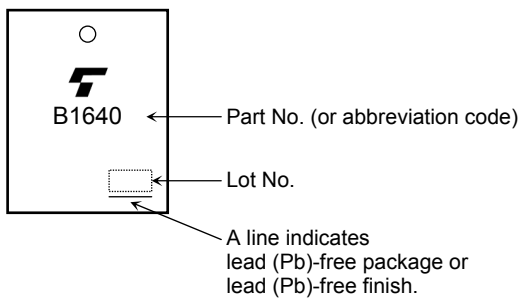 B1640
Part No. (or abbreviation code)
Lot No.
A line indicates
lead (Pb)-free package or
lead (Pb)-free finish.